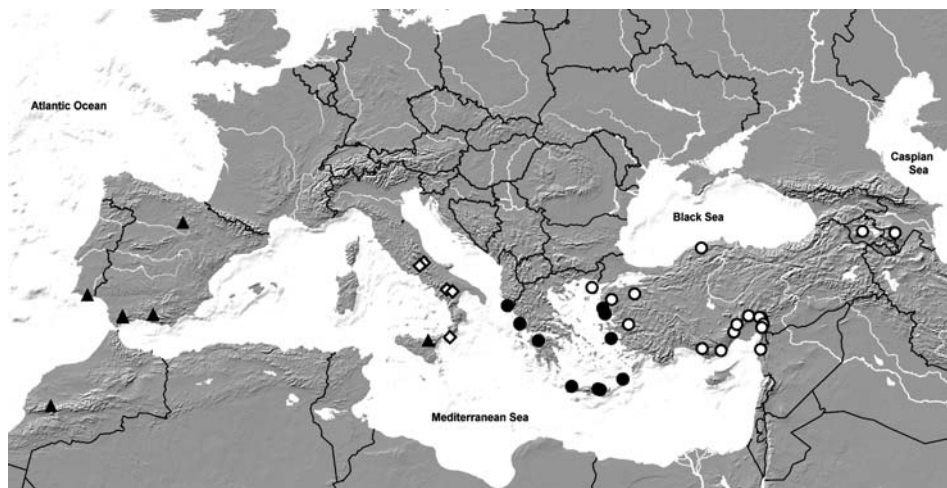 Atlantic Ocean
Caspian
Sea
Black Sea
Mediterranean Sea